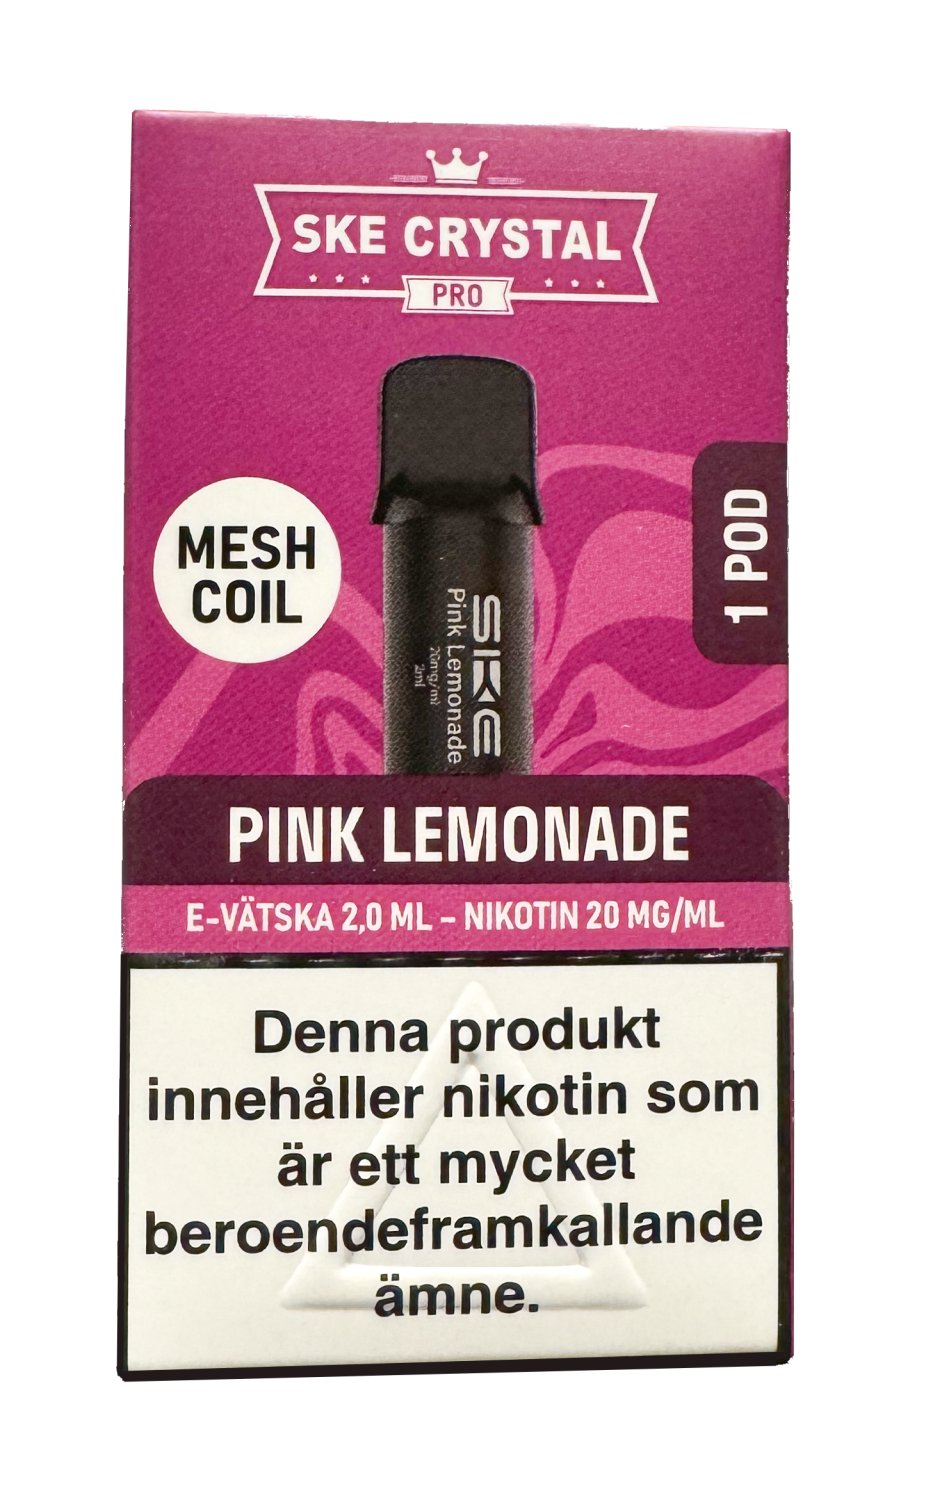 SKE CRYSTAL
PRO
MESH
COIL
1 POD
SKE
Pink Lemonade
20mg/ml
2ml
PINK LEMONADE
E-VÄTSKA 2,0 ML – NIKOTIN 20 MG/ML
Denna produkt
innehåller nikotin som
är ett mycket
beroendeframkallande
ämne.